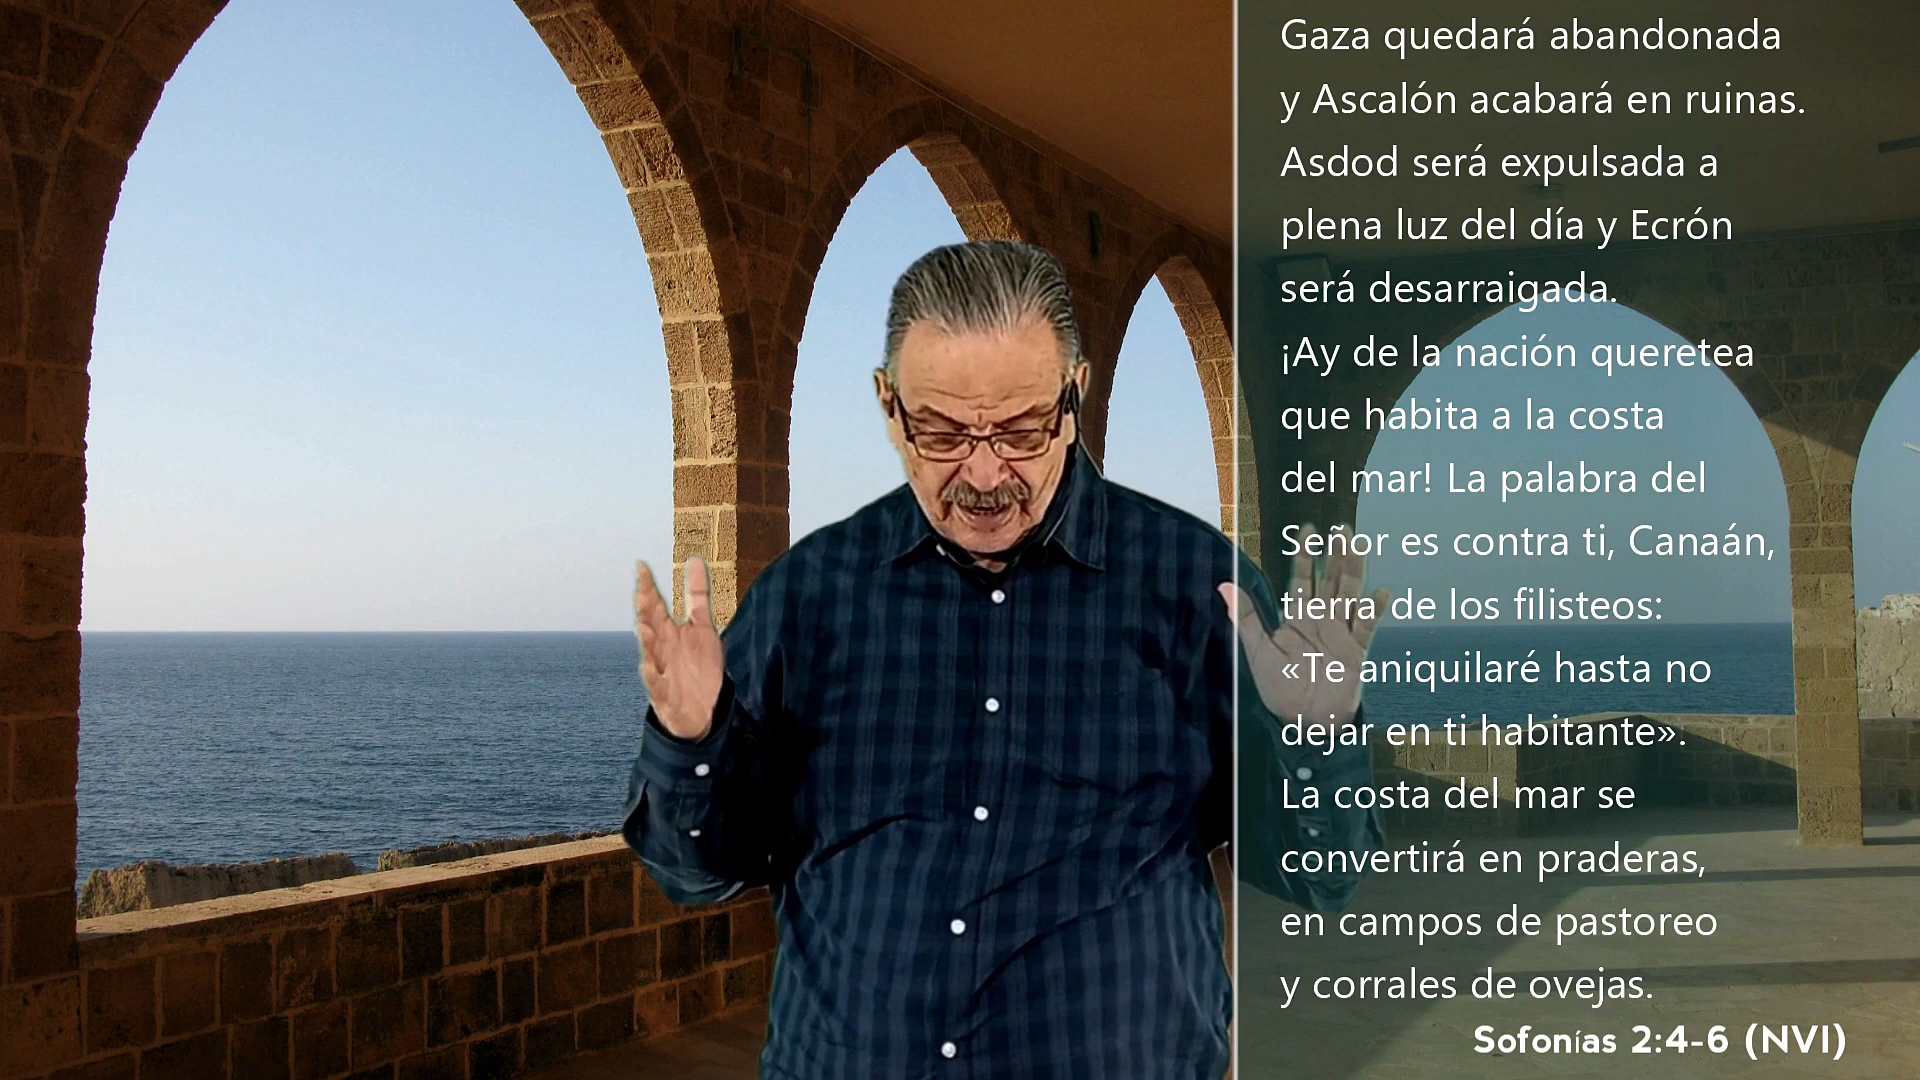 Gaza quedará abandonada
y Ascalón acabará en ruinas.
Asdod será expulsada a
plena luz del día y Ecrón
será desarraigada.
¡Ay de la nación queretea
que habita a la costa
del mar! La palabra del
Señor es contra ti, Canaán,
tierra de los filisteos:
«Te aniquilaré hasta no
dejar en ti habitante».
La costa del mar se
convertirá en praderas,
en campos de pastoreo
y corrales de ovejas.
Sofonías 2:4-6 (NVI)